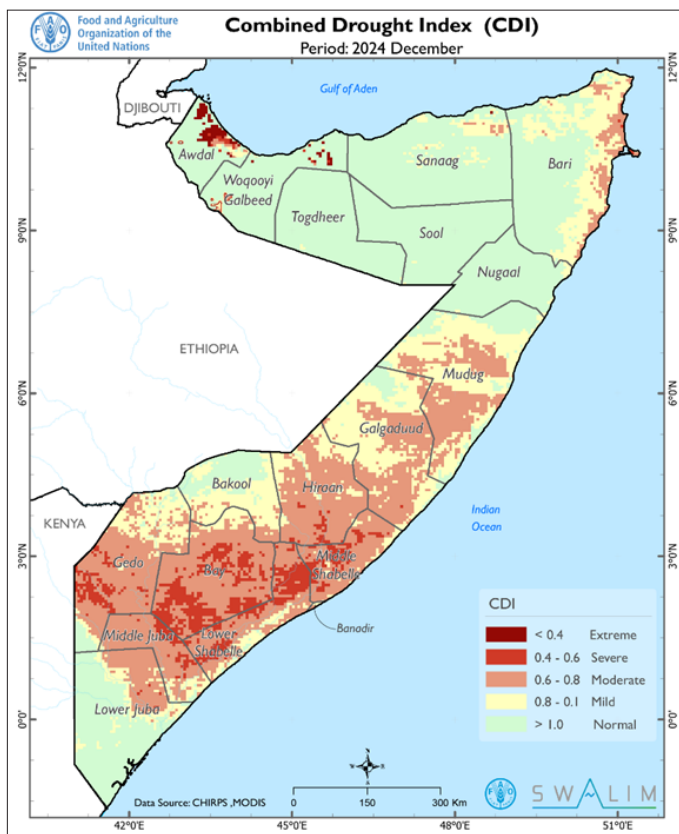 Food and Agriculture
Organization of the
United Nations
Combined Drought Index (CDI)
Period: 2024 December
12°0'N
9°0'N
6°0'N
3°0'N
0°0'
12°0'N
9°0'N
6°0'N
3°0'N
0°0'
Gulf of Aden
DJIBOUTI
Awdal
Woqooyi
Galbeed
Togdheer
Sanaag
Bari
Sool
Nugaal
ETHIOPIA
Mudug
Galgaduud
Bakool
Hiraan
KENYA
Indian
Ocean
Gedo
Bay
Middle
Shabelle
Banadir
Middle Juba
Lower
Shabelle
Lower Juba
CDI
< 0.4 Extreme
0.4 - 0.6 Severe
0.6 - 0.8 Moderate
0.8 - 0.1 Mild
> 1.0 Normal
Data Source: CHIRPS ,MODIS
0 150 300 Km
FAO
SWALIM
42°0'E
45°0'E
48°0'E
51°0'E